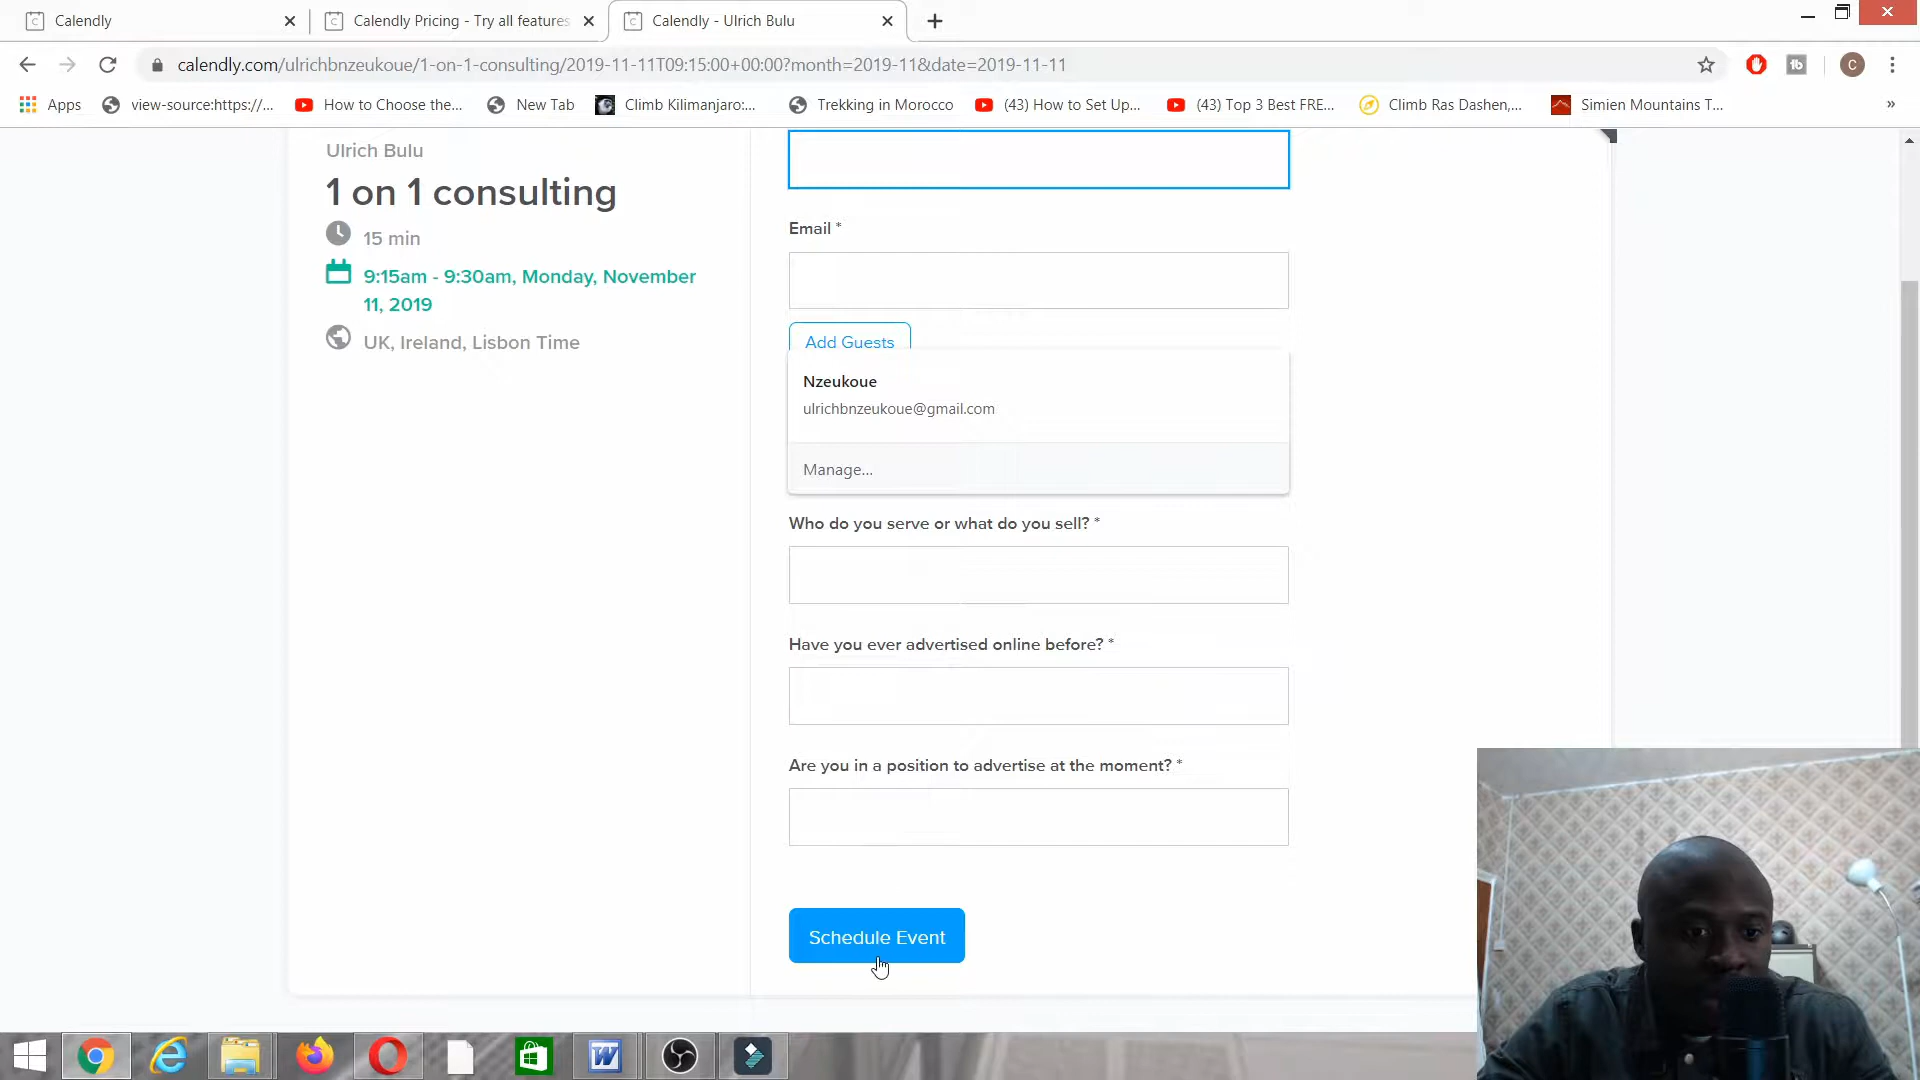 Calendly
Calendly Pricing - Try all features
Calendly - Ulrich Bulu
calendly.com/ulrichbnzeukoue/1-on-1-consulting/2019-11-11T09:15:00+00:00?month=2019-11&date=2019-11-11
C
Apps
view-source:https://...
How to Choose the...
New Tab
Climb Kilimanjaro:...
Trekking in Morocco
(43) How to Set Up...
(43) Top 3 Best FRE...
Climb Ras Dashen,...
Simien Mountains T...
»
Ulrich Bulu
1 on 1 consulting
15 min
9:15am - 9:30am, Monday, November
11, 2019
UK, Ireland, Lisbon Time
Email *
Add Guests
Nzeukoue
ulrichbnzeukoue@gmail.com
Manage...
Who do you serve or what do you sell? *
Have you ever advertised online before? *
Are you in a position to advertise at the moment? *
Schedule Event